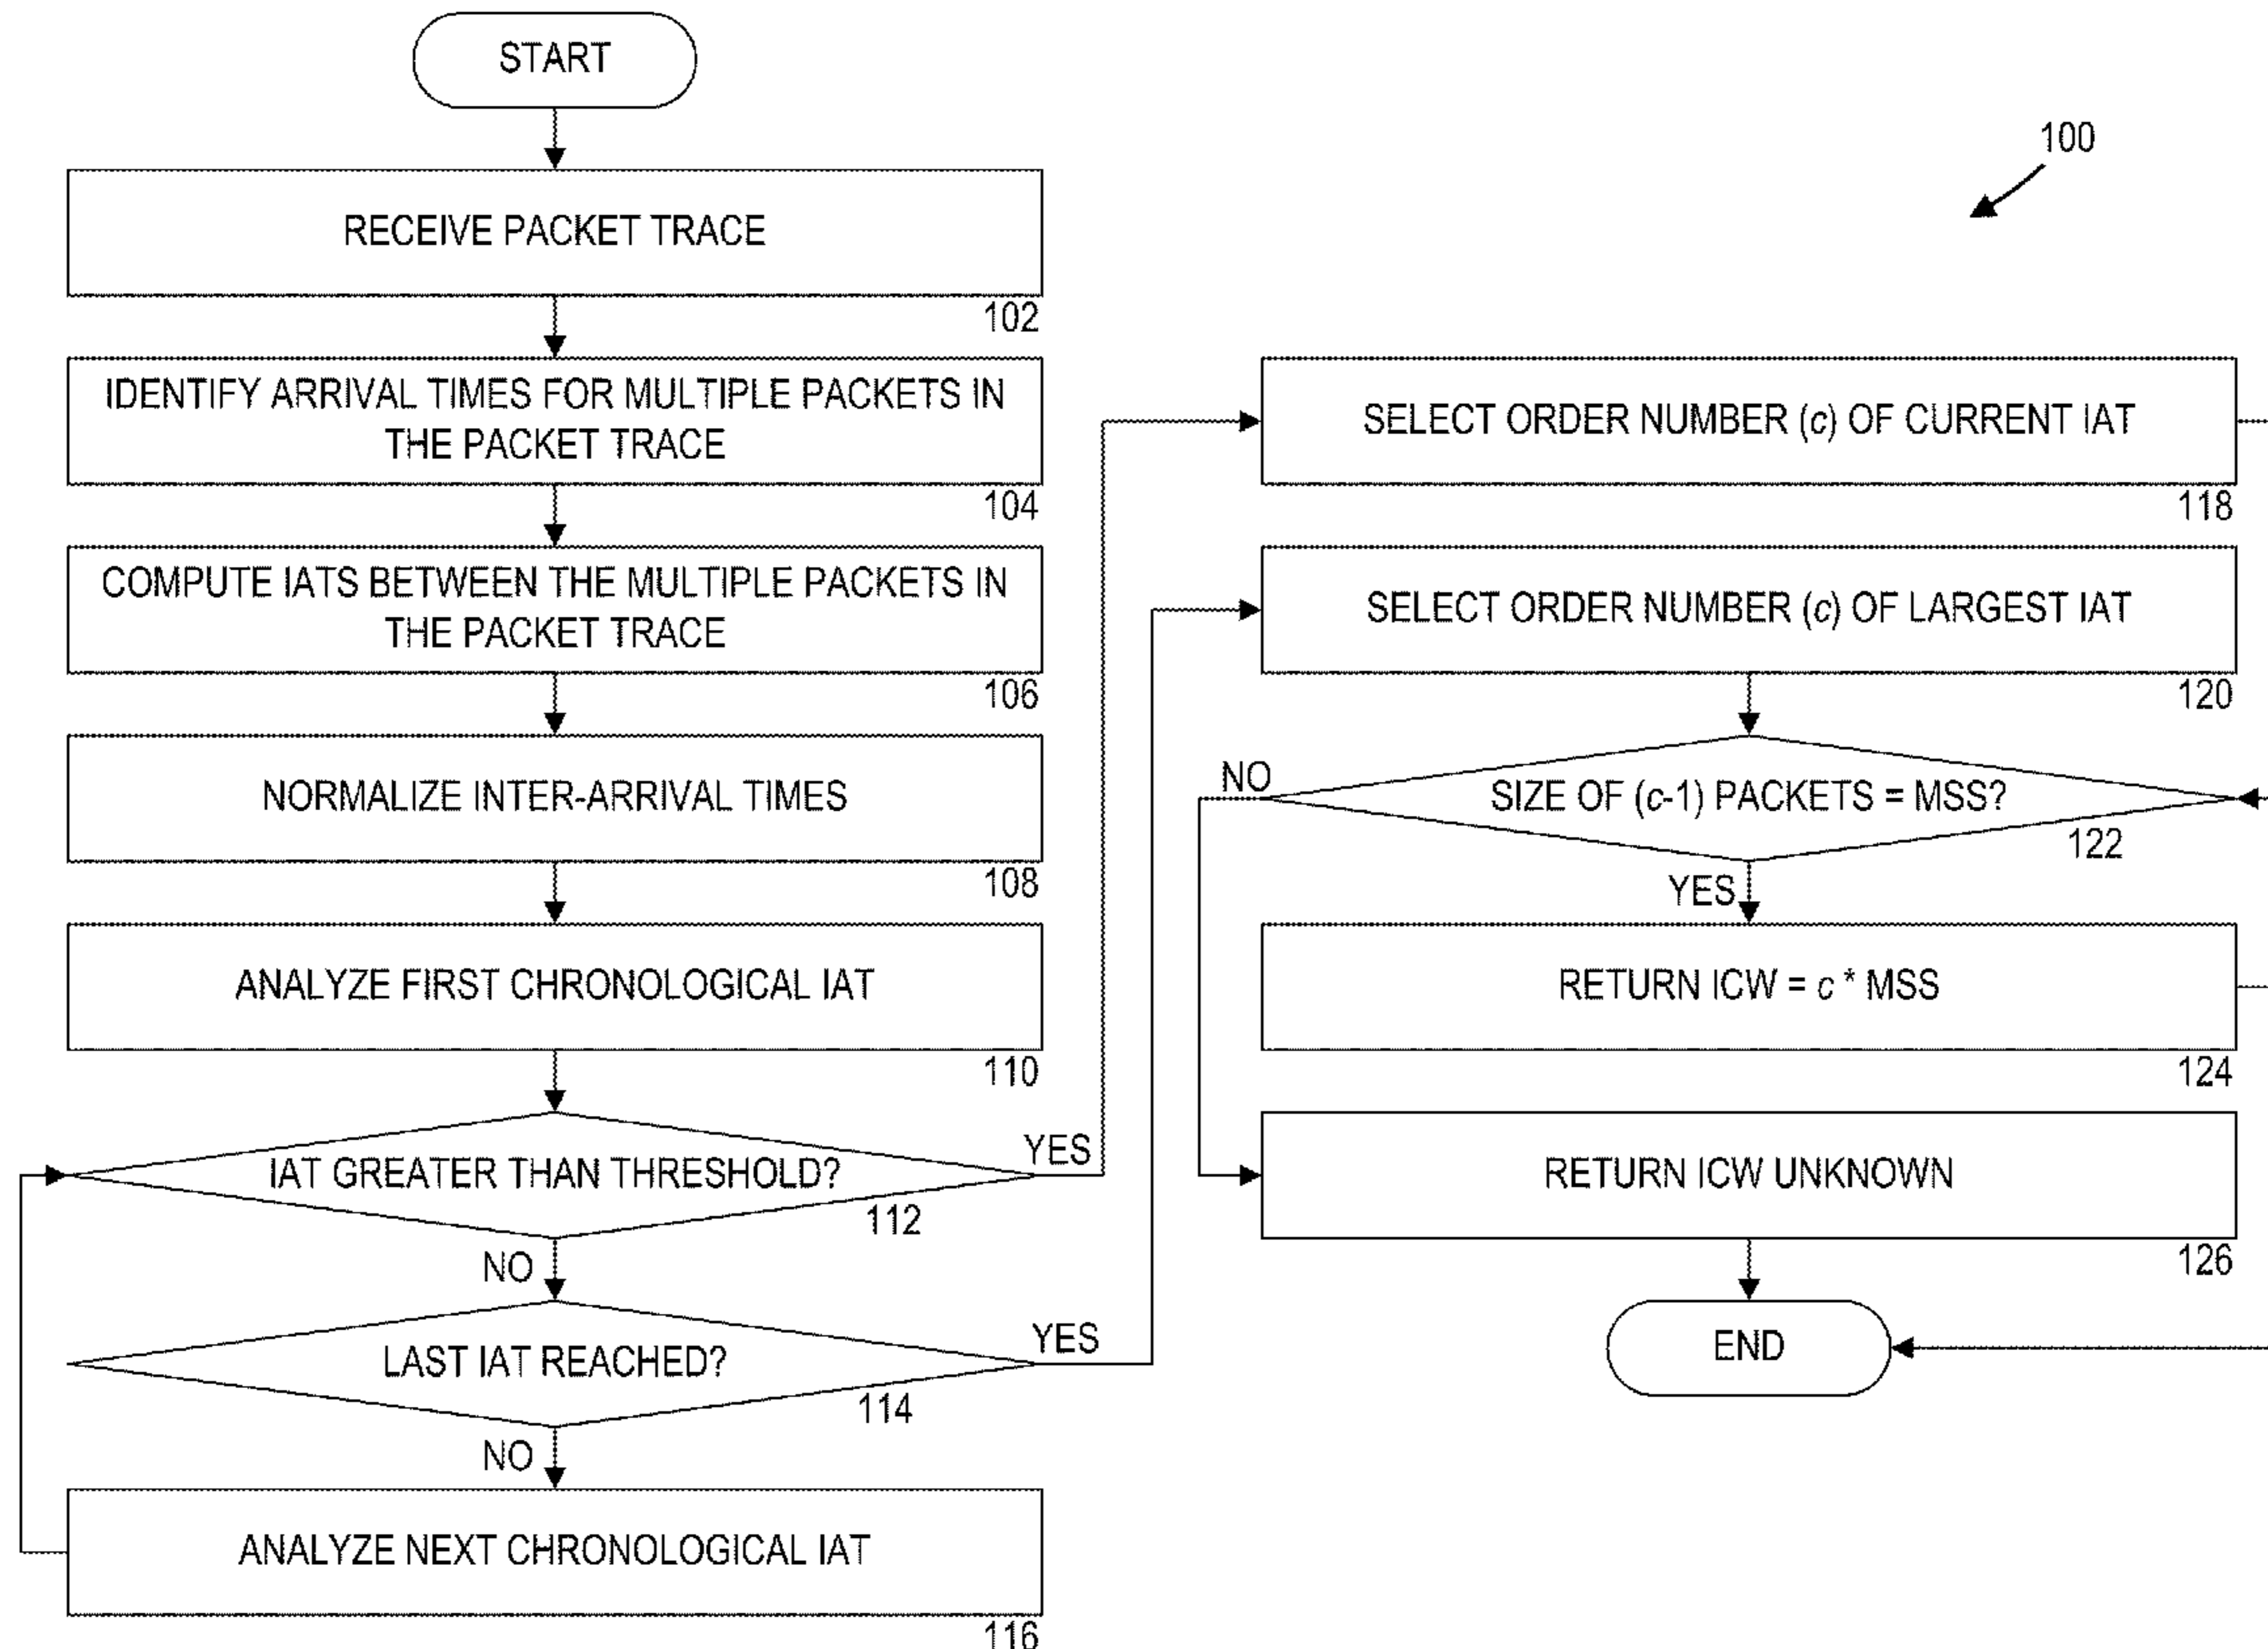 START
100
RECEIVE PACKET TRACE
102
IDENTIFY ARRIVAL TIMES FOR MULTIPLE PACKETS IN
THE PACKET TRACE
104
COMPUTE IATS BETWEEN THE MULTIPLE PACKETS IN
THE PACKET TRACE
106
NORMALIZE INTER-ARRIVAL TIMES
108
ANALYZE FIRST CHRONOLOGICAL IAT
110
IAT GREATER THAN THRESHOLD?
YES
112
NO
LAST IAT REACHED?
YES
114
NO
ANALYZE NEXT CHRONOLOGICAL IAT
116
SELECT ORDER NUMBER (c) OF CURRENT IAT
118
SELECT ORDER NUMBER (c) OF LARGEST IAT
120
NO
SIZE OF (c-1) PACKETS = MSS?
122
YES
RETURN ICW = c * MSS
124
RETURN ICW UNKNOWN
126
END